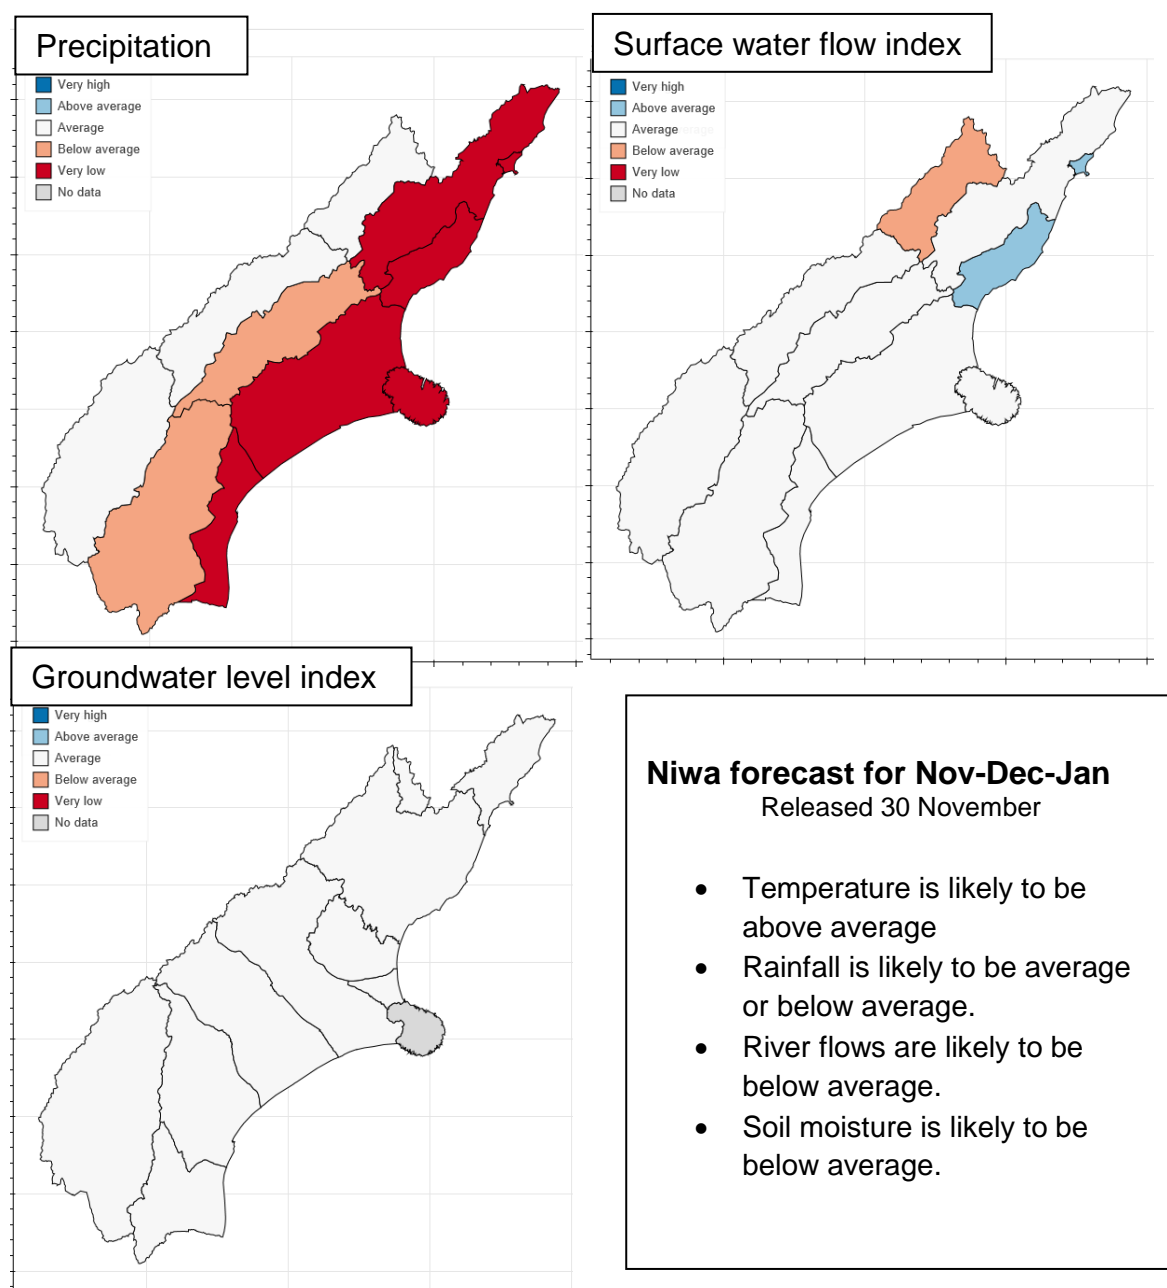 Precipitation
Very high
Above average
Average
Below average
Very low
No data
Surface water flow index
Very high
Above average
Average
Below average
Very low
No data
Groundwater level index
Very high
Above average
Average
Below average
Very low
No data
Niwa forecast for Nov-Dec-Jan
Released 30 November
• Temperature is likely to be
above average
• Rainfall is likely to be average
or below average.
• River flows are likely to be
below average.
• Soil moisture is likely to be
below average.